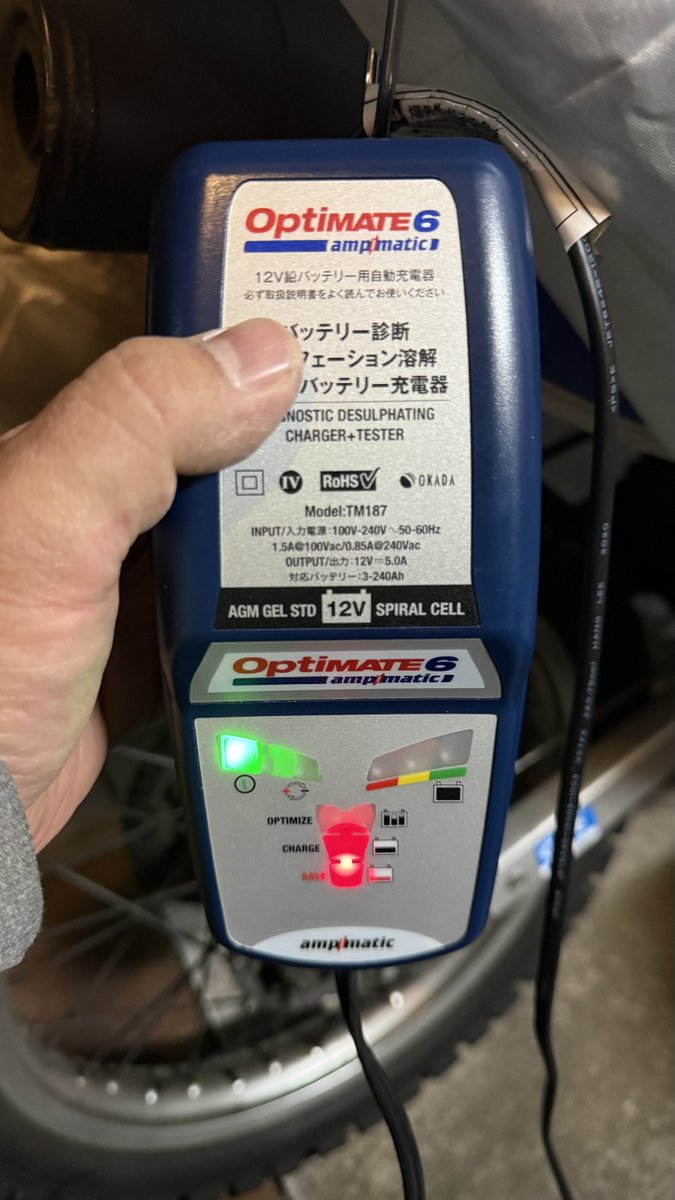 OptiMATE 6
ampmatic
12V鉛バッテリー用自動充電器
必ず取扱説明書をよく読んでお使いください
バッテリー診断
フェーション溶解
バッテリー充電器
GNOSTIC DESULPHATING
CHARGER+TESTER
IV RoHS OKADA
Model:TM187
INPUT/入力電源:100V-240V～50-60Hz
1.5A@100Vac/0.85A@240Vac
OUTPUT/出力:12V⎓5.0A
対応バッテリー:3-240Ah
AGM GEL STD 12V SPIRAL CELL
OptiMATE 6
ampmatic
OPTIMIZE
CHARGE
SAVE
ampmatic